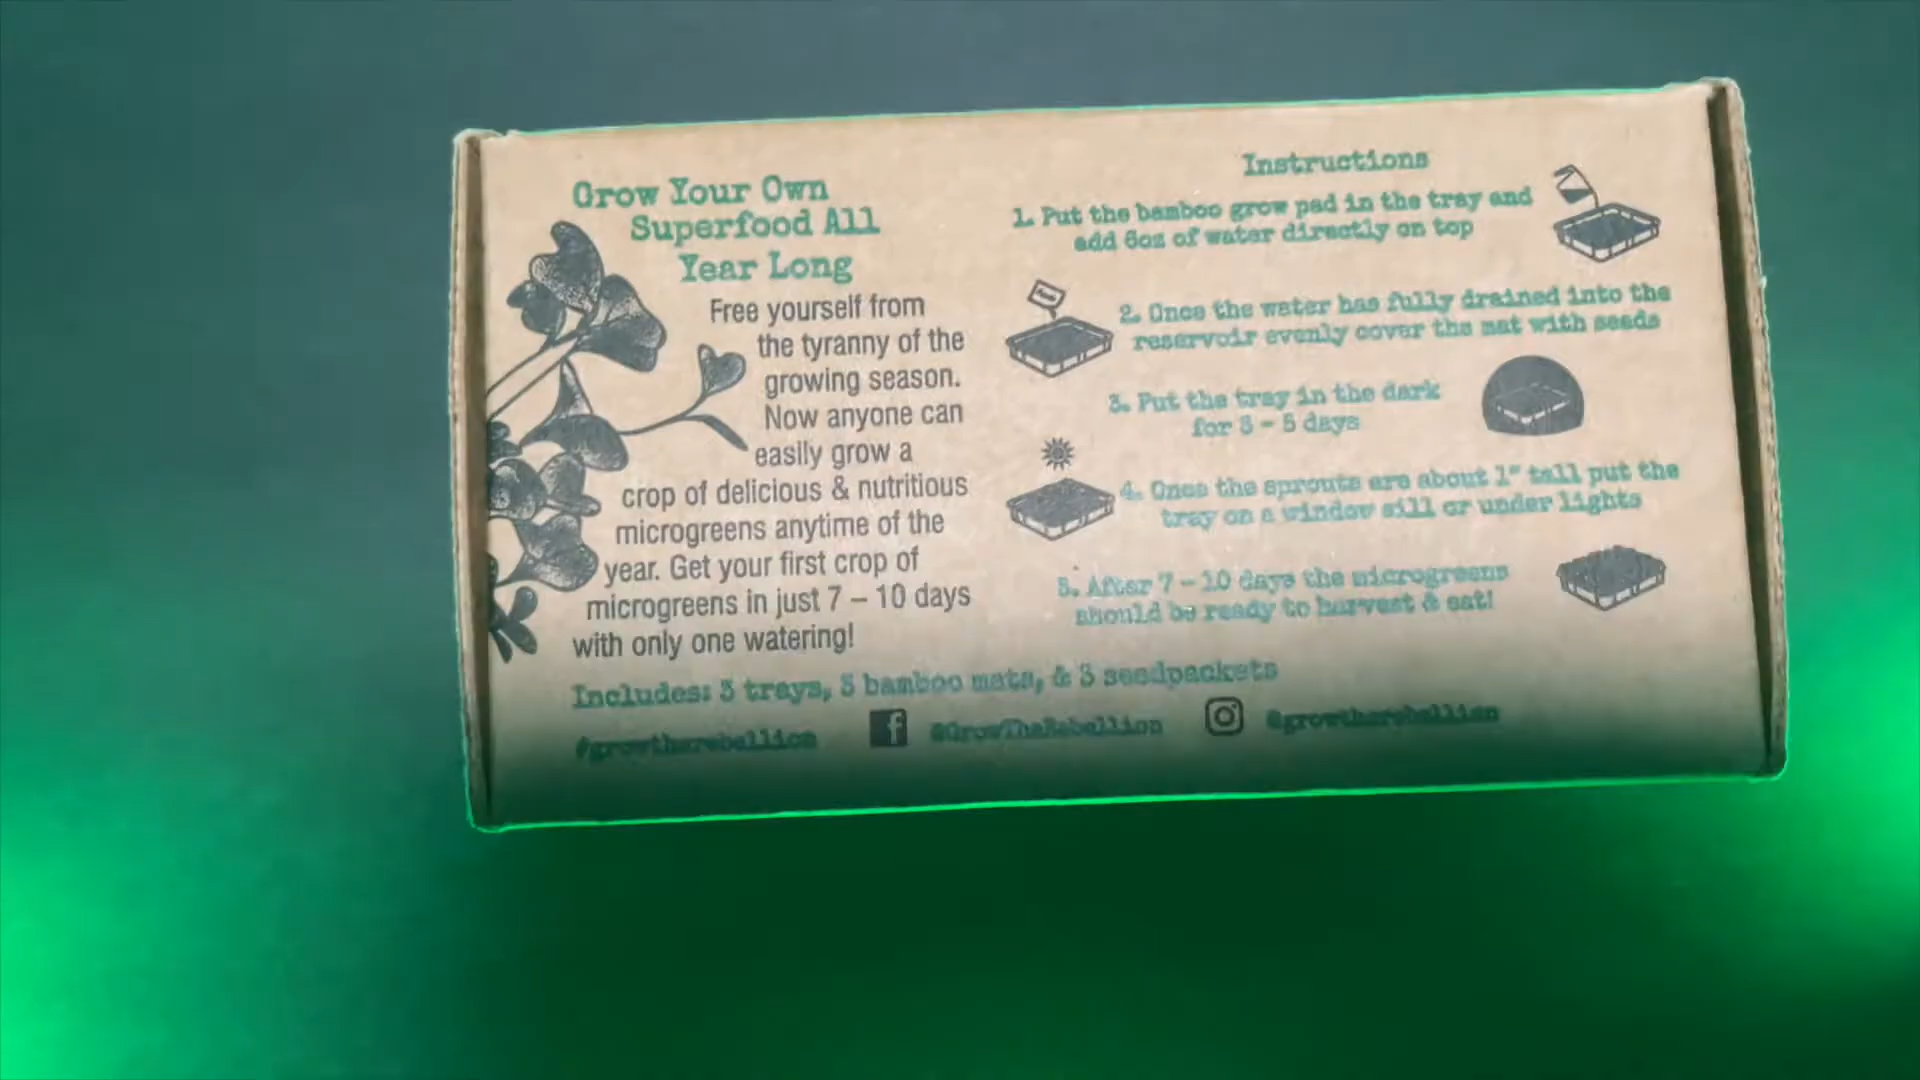 Grow Your Own
Superfood All
Year Long
Free yourself from
the tyranny of the
growing season.
Now anyone can
easily grow a
crop of delicious & nutritious
microgreens anytime of the
year. Get your first crop of
microgreens in just 7 – 10 days
with only one watering!
Instructions
1. Put the bamboo grow pad in the tray and
add 6oz of water directly on top
2. Once the water has fully drained into the
reservoir evenly cover the mat with seeds
3. Put the tray in the dark
for 3 - 5 days
4. Once the sprouts are about 1" tall put the
tray on a window sill or under lights
5. After 7 - 10 days the microgreens
should be ready to harvest & eat!
Includes: 3 trays, 3 bamboo mats, & 3 seedpackets
#growtherebellion
@GrowTheRebellion
@growtherebellion